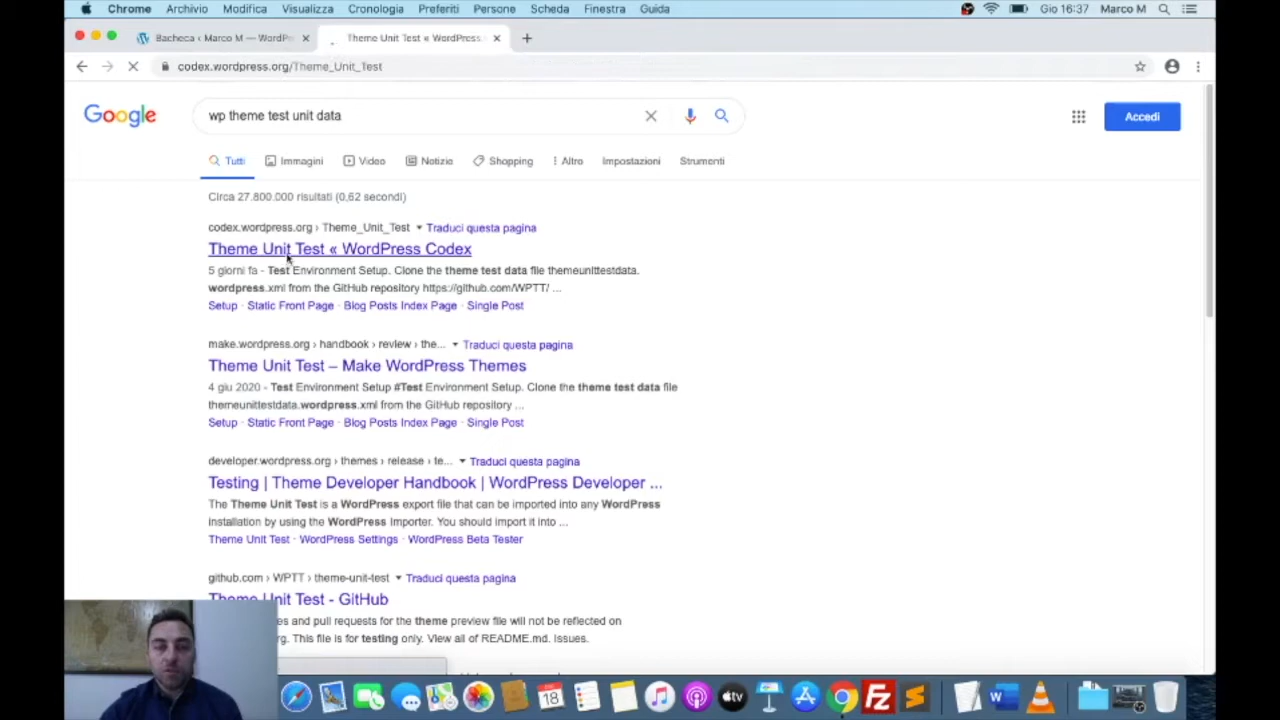 Chrome Archivio Modifica Visualizza Cronologia Preferiti Persone Scheda Finestra Guida Gio 16:37 Marco M
Bacheca ‹ Marco M — WordPr Theme Unit Test « WordPress
codex.wordpress.org/Theme_Unit_Test
Google wp theme test unit data Accedi
Tutti Immagini Video Notizie Shopping Altro Impostazioni Strumenti
Circa 27.800.000 risultati (0,62 secondi)
codex.wordpress.org › Theme_Unit_Test Traduci questa pagina
Theme Unit Test « WordPress Codex
5 giorni fa - Test Environment Setup. Clone the theme test data file themeunittestdata.
wordpress.xml from the GitHub repository https://github.com/WPTT/ ...
Setup · Static Front Page · Blog Posts Index Page · Single Post
make.wordpress.org › handbook › review › the... Traduci questa pagina
Theme Unit Test – Make WordPress Themes
4 giu 2020 - Test Environment Setup #Test Environment Setup. Clone the theme test data file
themeunittestdata.wordpress.xml from the GitHub repository ...
Setup · Static Front Page · Blog Posts Index Page · Single Post
developer.wordpress.org › themes › release › te... Traduci questa pagina
Testing | Theme Developer Handbook | WordPress Developer ...
The Theme Unit Test is a WordPress export file that can be imported into any WordPress
installation by using the WordPress Importer. You should import it into ...
Theme Unit Test · WordPress Settings · WordPress Beta Tester
github.com › WPTT › theme-unit-test Traduci questa pagina
Theme Unit Test - GitHub
es and pull requests for the theme preview file will not be reflected on
rg. This file is for testing only. View all of README.md. Issues.
18
tv
W
Fz